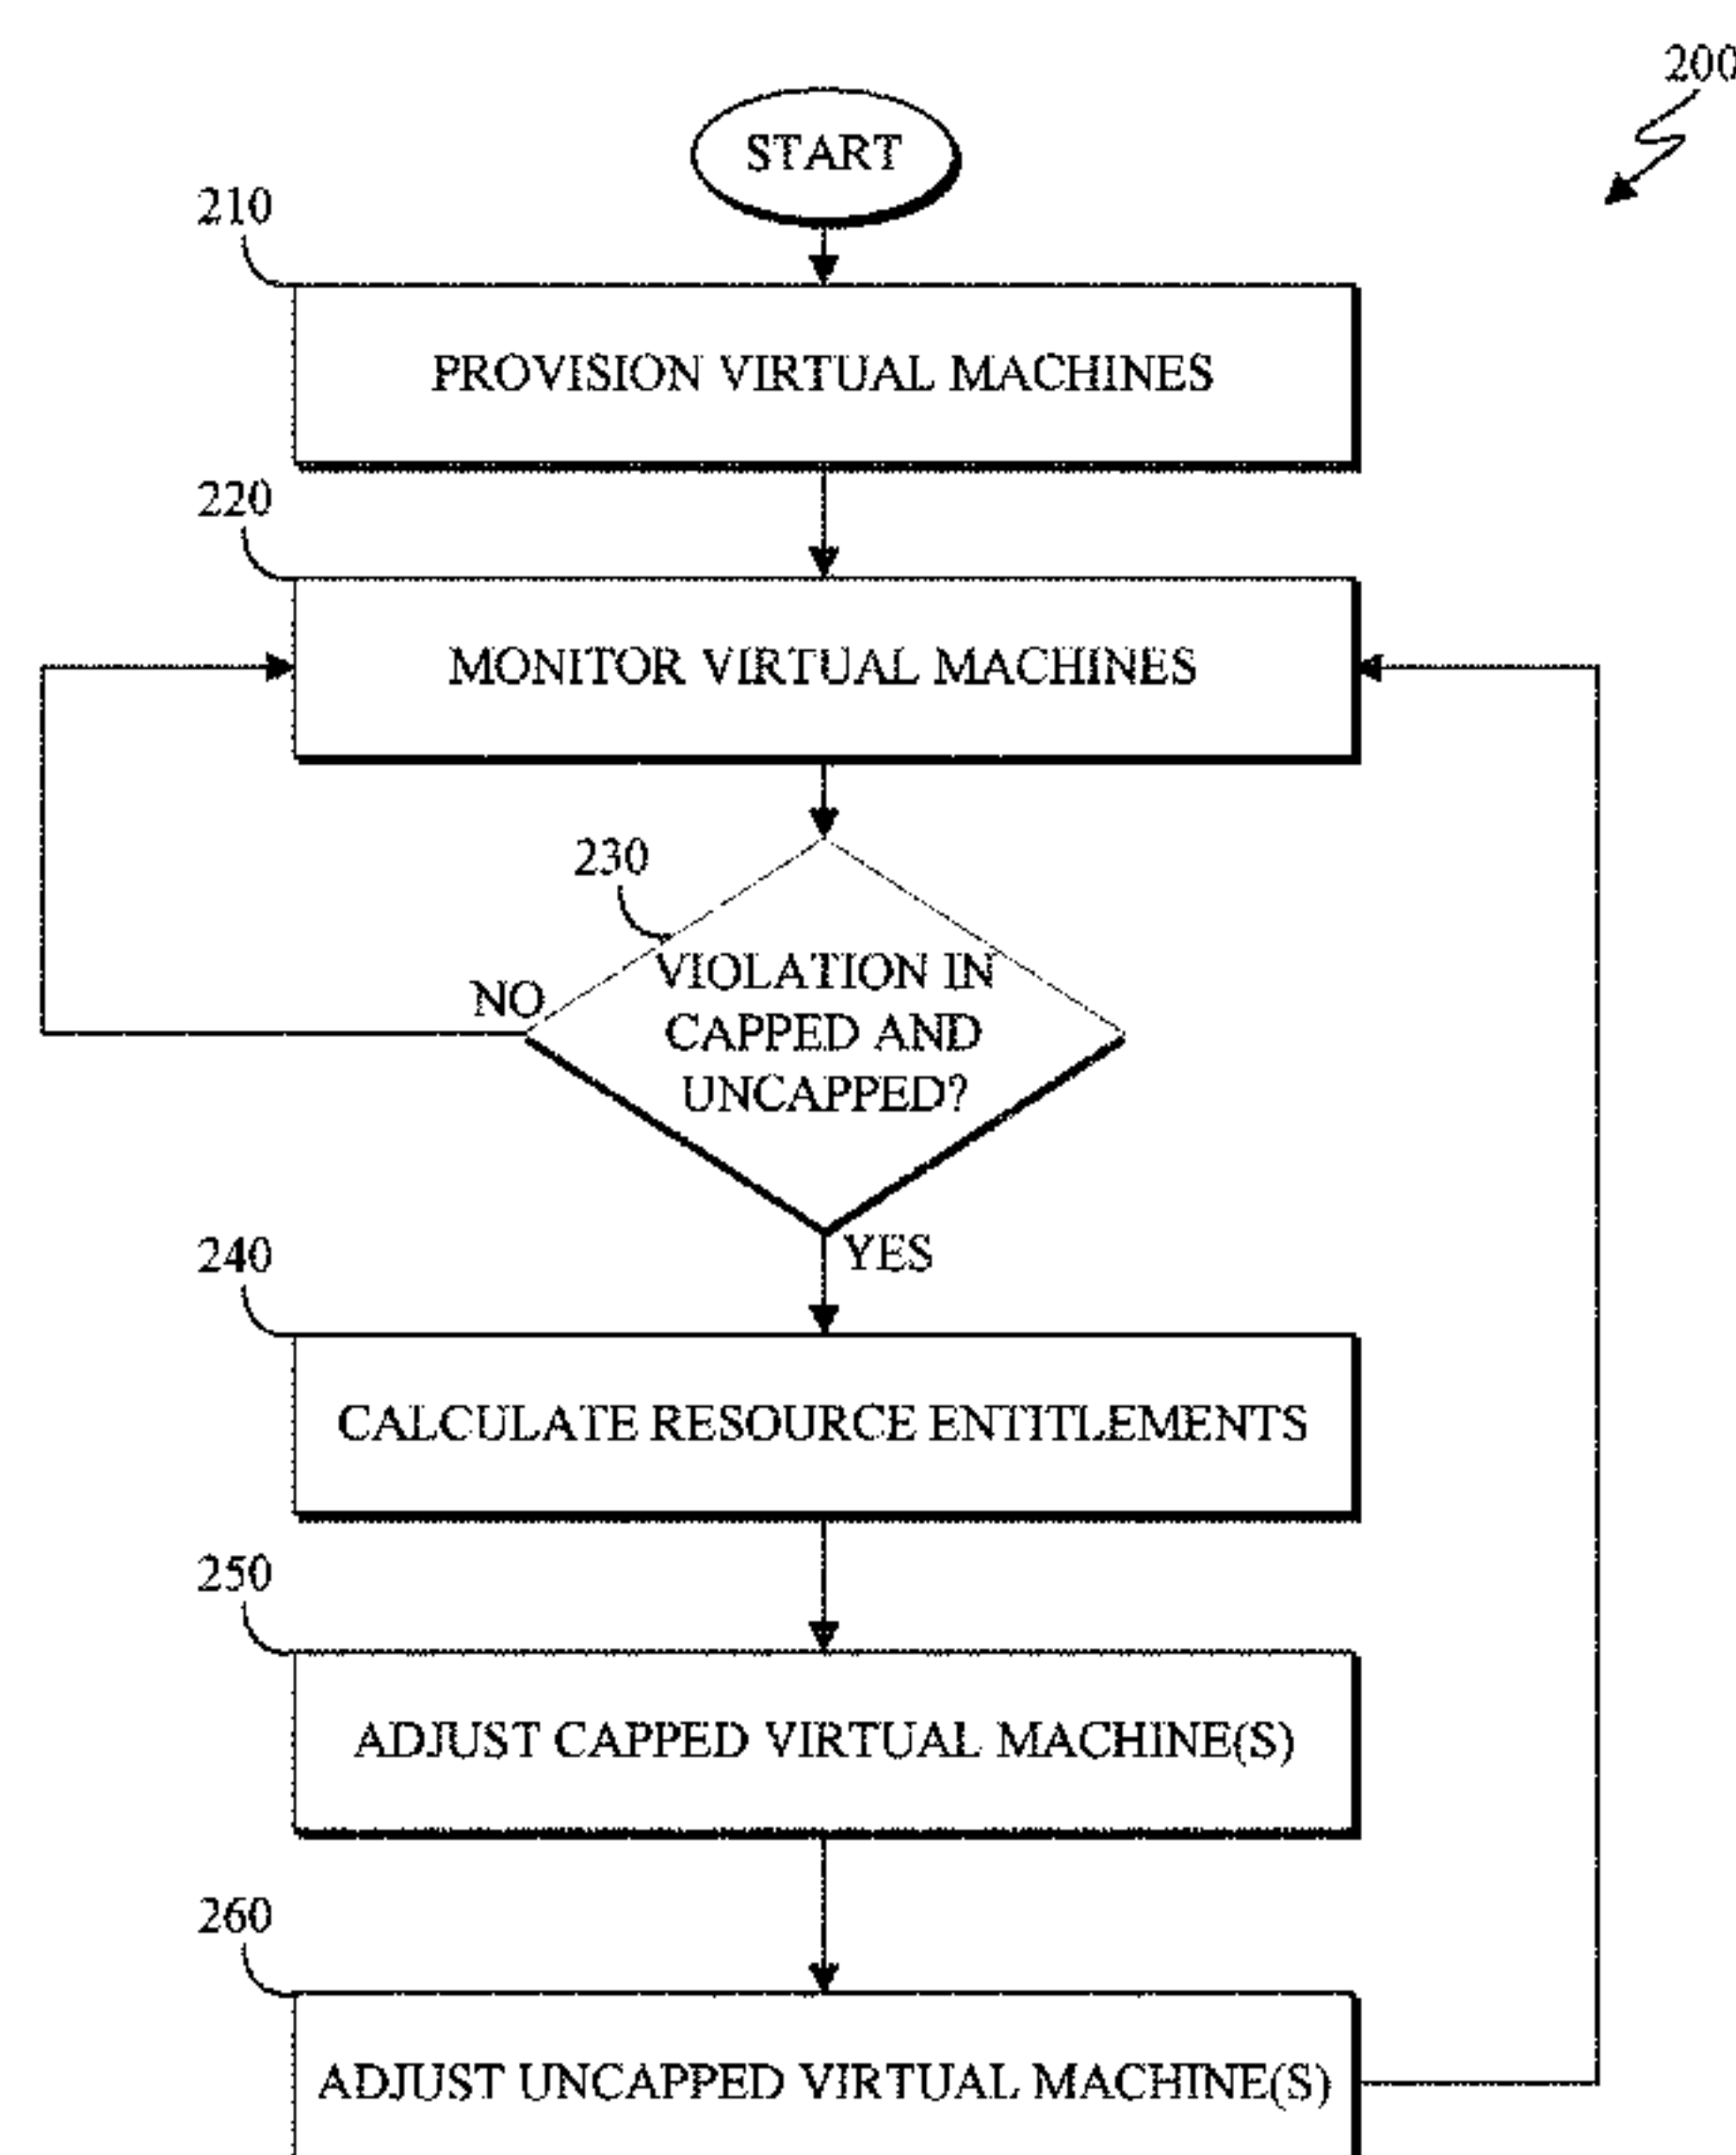 200
START
210
PROVISION VIRTUAL MACHINES
220
MONITOR VIRTUAL MACHINES
230
VIOLATION IN
CAPPED AND
UNCAPPED?
NO
YES
240
CALCULATE RESOURCE ENTITLEMENTS
250
ADJUST CAPPED VIRTUAL MACHINE(S)
260
ADJUST UNCAPPED VIRTUAL MACHINE(S)